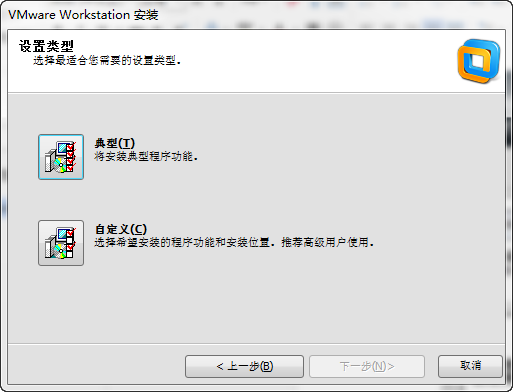 VMware Workstation 安装
设置类型
选择最适合您需要的设置类型。
典型(T)
将安装典型程序功能。
自定义(C)
选择希望安装的程序功能和安装位置。推荐高级用户使用。
< 上一步(B)
下一步(N) >
取消